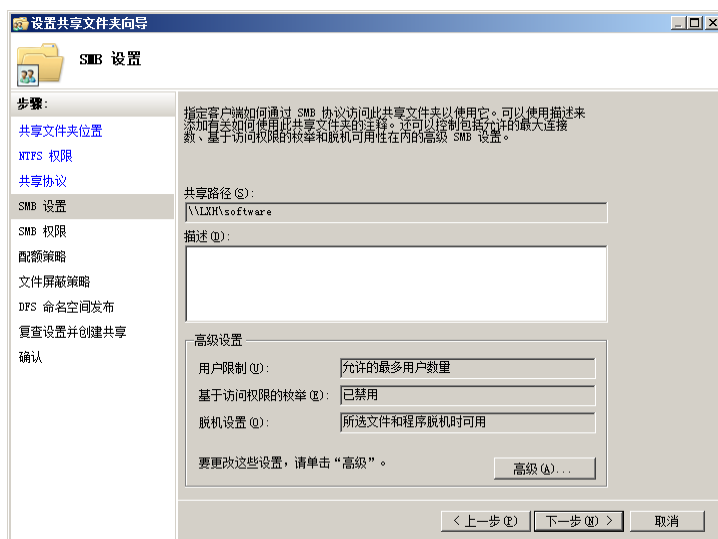 设置共享文件夹向导
SMB 设置
步骤:
共享文件夹位置
NTFS 权限
共享协议
SMB 设置
SMB 权限
配额策略
文件屏蔽策略
DFS 命名空间发布
复查设置并创建共享
确认
指定客户端如何通过 SMB 协议访问此共享文件夹以使用它。可以使用描述来
添加有关如何使用此共享文件夹的注释。还可以控制包括允许的最大连接
数、基于访问权限的枚举和脱机可用性在内的高级 SMB 设置。
共享路径(S):
\\LXH\software
描述(D):
高级设置
用户限制(U): 允许的最多用户数量
基于访问权限的枚举(E): 已禁用
脱机设置(O): 所选文件和程序脱机时可用
要更改这些设置，请单击“高级”。 高级(A)...
< 上一步(P) 下一步(N) > 取消